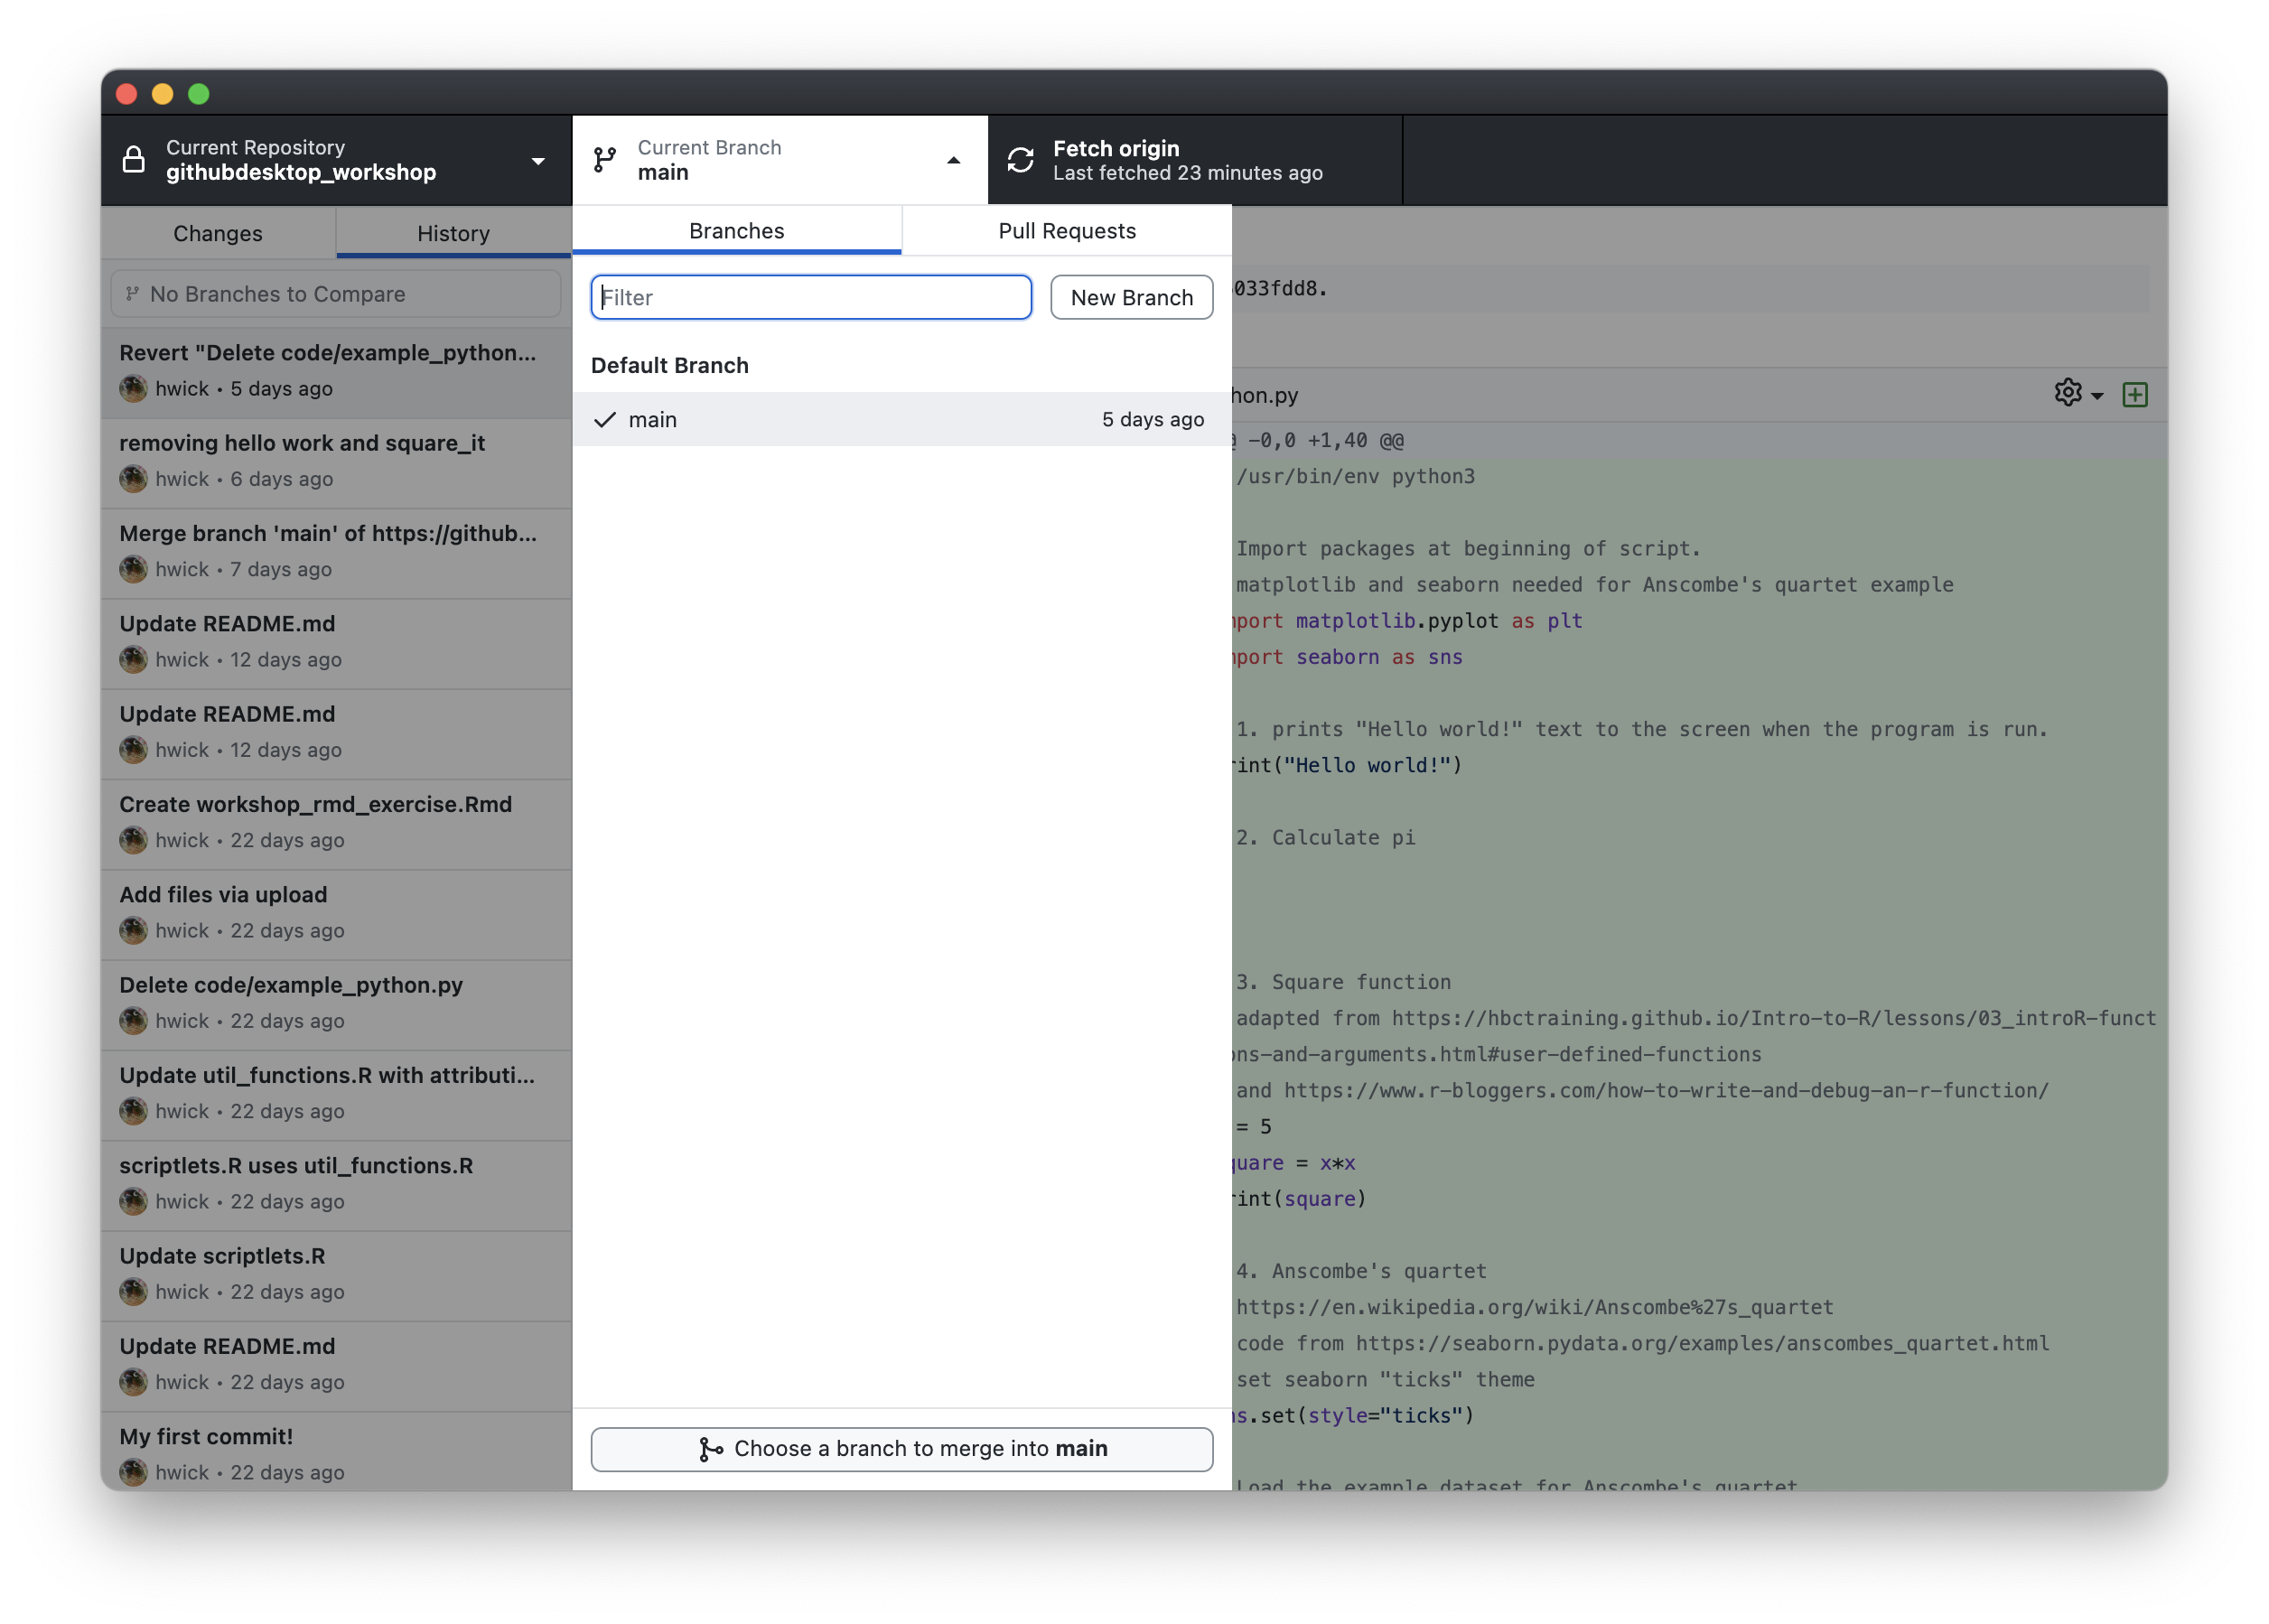 Current Repository
githubdesktop_workshop
Current Branch
main
Fetch origin
Last fetched 23 minutes ago
Changes
History
No Branches to Compare
Revert "Delete code/example_python...
hwick • 5 days ago
removing hello work and square_it
hwick • 6 days ago
Merge branch 'main' of https://github...
hwick • 7 days ago
Update README.md
hwick • 12 days ago
Update README.md
hwick • 12 days ago
Create workshop_rmd_exercise.Rmd
hwick • 22 days ago
Add files via upload
hwick • 22 days ago
Delete code/example_python.py
hwick • 22 days ago
Update util_functions.R with attributi...
hwick • 22 days ago
scriptlets.R uses util_functions.R
hwick • 22 days ago
Update scriptlets.R
hwick • 22 days ago
Update README.md
hwick • 22 days ago
My first commit!
hwick • 22 days ago
Branches
Pull Requests
Filter
New Branch
Default Branch
main
5 days ago
Choose a branch to merge into main
033fdd8.
hon.py
-0,0 +1,40 @@
/usr/bin/env python3
Import packages at beginning of script.
matplotlib and seaborn needed for Anscombe's quartet example
port matplotlib.pyplot as plt
port seaborn as sns
1. prints "Hello world!" text to the screen when the program is run.
int("Hello world!")
2. Calculate pi
3. Square function
adapted from https://hbctraining.github.io/Intro-to-R/lessons/03_introR-funct
ns-and-arguments.html#user-defined-functions
and https://www.r-bloggers.com/how-to-write-and-debug-an-r-function/
= 5
uare = x*x
int(square)
4. Anscombe's quartet
https://en.wikipedia.org/wiki/Anscombe%27s_quartet
code from https://seaborn.pydata.org/examples/anscombes_quartet.html
set seaborn "ticks" theme
s.set(style="ticks")
Load the example dataset for Anscombe's quartet